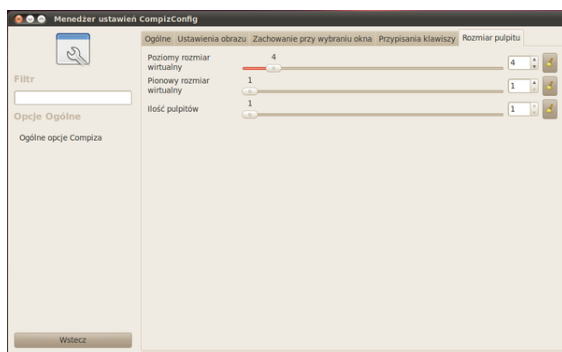 Menedżer ustawień CompizConfig
Ogólne Ustawienia obrazu Zachowanie przy wybraniu okna Przypisania klawiszy Rozmiar pulpitu
Filtr
Opcje Ogólne
Ogólne opcje Compiza
Poziomy rozmiar
wirtualny
4
4
Pionowy rozmiar
wirtualny
1
1
Ilość pulpitów
1
1
Wstecz